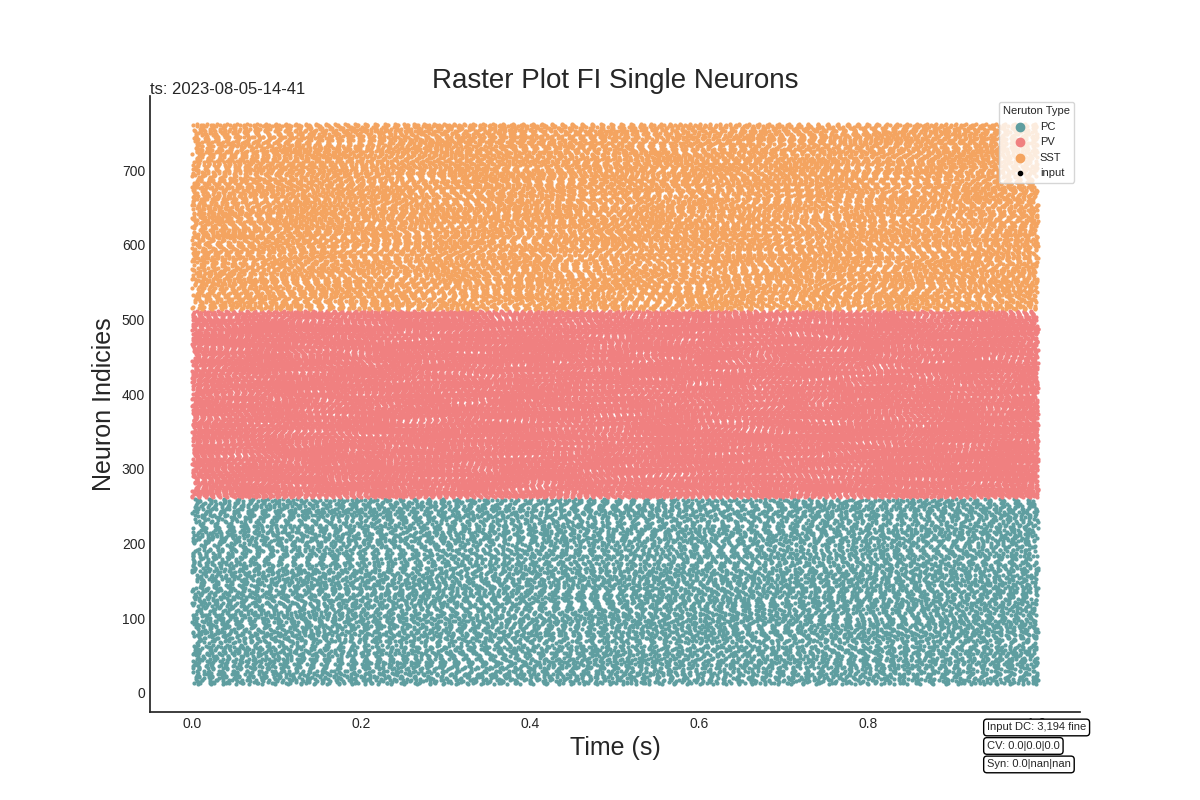 Raster Plot FI Single Neurons
ts: 2023-08-05-14-41
Neruton Type
PC
PV
SST
input
Neuron Indicies
700
600
500
400
300
200
100
0
0.0 0.2 0.4 0.6 0.8
Time (s)
Input DC: 3,194 fine
CV: 0.0|0.0|0.0
Syn: 0.0|nan|nan